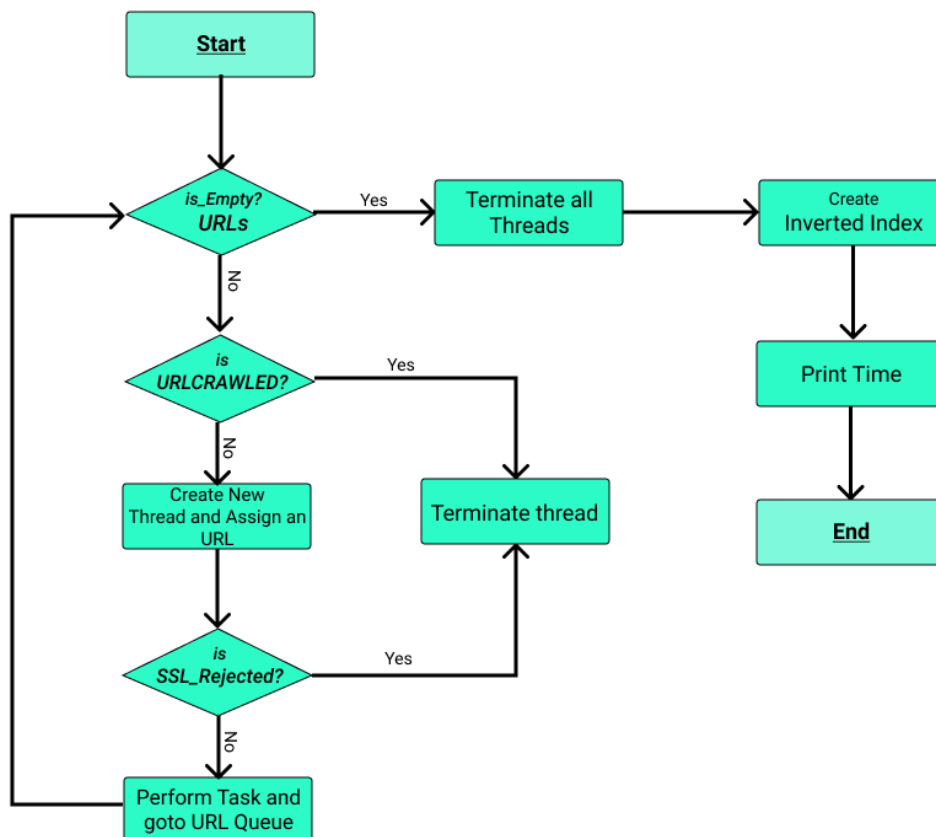 Start
is_Empty?
URLs
Yes
Terminate all
Threads
Create
Inverted Index
No
is
URLCRAWLED?
Yes
Print Time
No
Create New
Thread and Assign an
URL
Terminate thread
End
is
SSL_Rejected?
Yes
No
Perform Task and
goto URL Queue